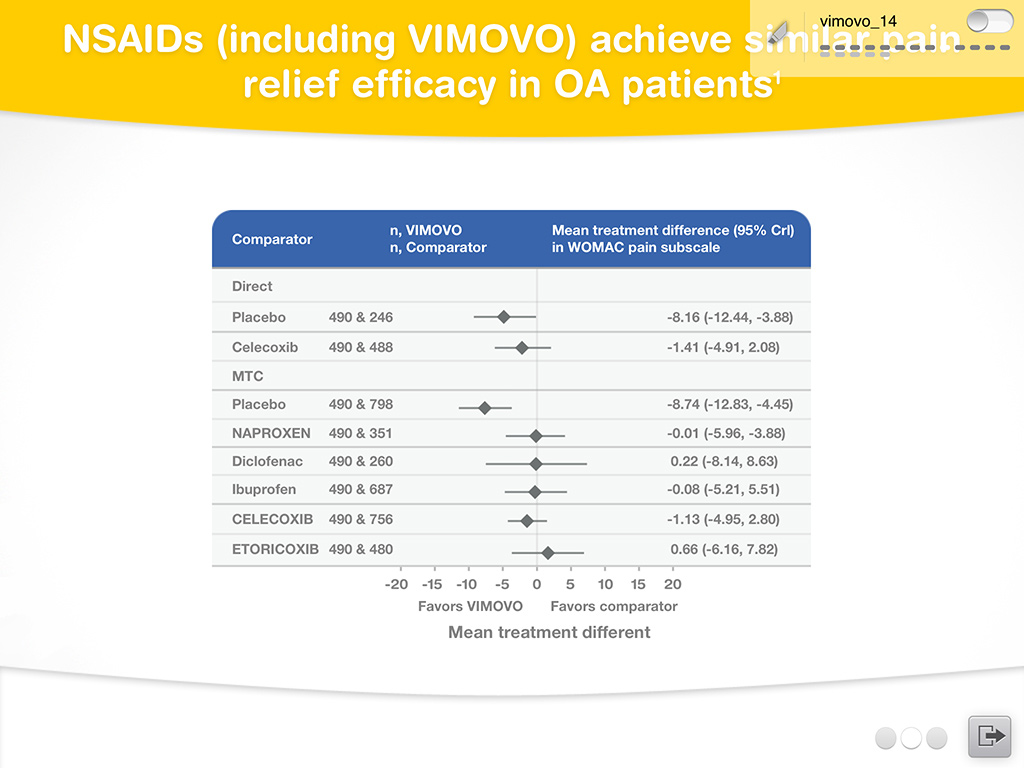 NSAIDs (including VIMOVO) achieve similar pain
relief efficacy in OA patients¹
vimovo_14
Comparator
n, VIMOVO
n, Comparator
Mean treatment difference (95% CrI)
in WOMAC pain subscale
Direct
Placebo 490 & 246 -8.16 (-12.44, -3.88)
Celecoxib 490 & 488 -1.41 (-4.91, 2.08)
MTC
Placebo 490 & 798 -8.74 (-12.83, -4.45)
NAPROXEN 490 & 351 -0.01 (-5.96, -3.88)
Diclofenac 490 & 260 0.22 (-8.14, 8.63)
Ibuprofen 490 & 687 -0.08 (-5.21, 5.51)
CELECOXIB 490 & 756 -1.13 (-4.95, 2.80)
ETORICOXIB 490 & 480 0.66 (-6.16, 7.82)
-20 -15 -10 -5 0 5 10 15 20
Favors VIMOVO Favors comparator
Mean treatment different